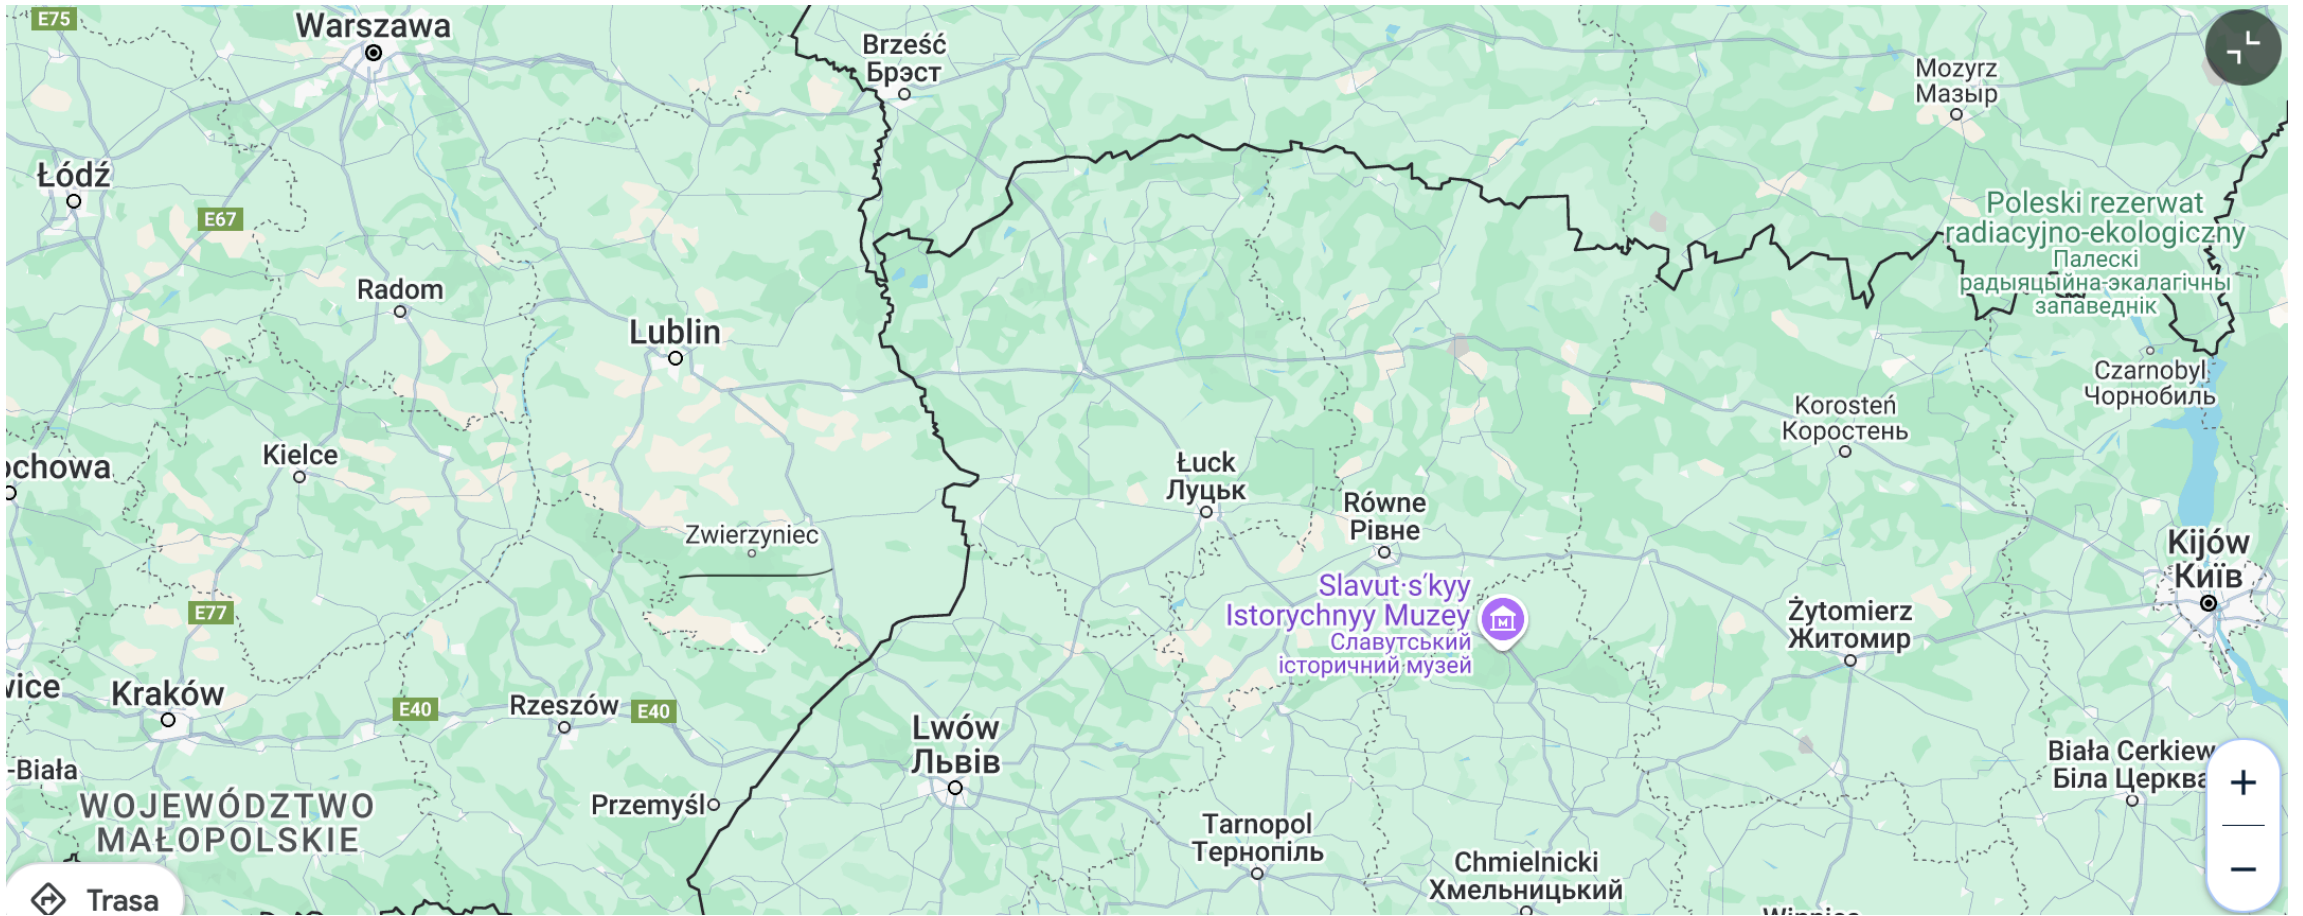 E75
Warszawa
Brześć
Брэст
Mozyrz
Мазыр
Łódź
E67
Poleski rezerwat
radiacyjno-ekologiczny
Палескі
радыяцыйна-экалагічны
запаведнік
Radom
Lublin
Czarnobyl
Чорнобиль
Korosteń
Коростень
ochowa
Kielce
Łuck
Луцьк
Równe
Рівне
Zwierzyniec
Kijów
Київ
E77
Slavut·sʹkyy
Istorychnyy Muzey
Славутський
історичний музей
Żytomierz
Житомир
wice
Kraków
E40
Rzeszów
E40
Lwów
Львів
-Biała
Biała Cerkiew
Біла Церква
WOJEWÓDZTWO
MAŁOPOLSKIE
Przemyśl
Tarnopol
Тернопіль
Chmielnicki
Хмельницький
Trasa